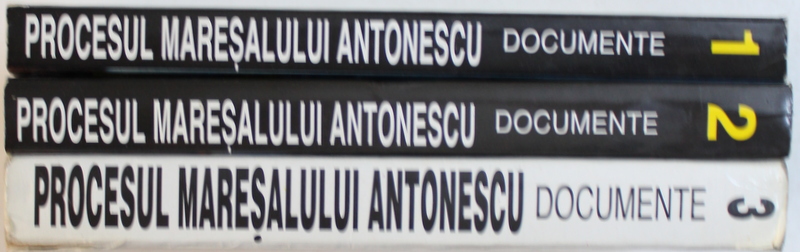 PROCESUL MAREȘALULUI ANTONESCU DOCUMENTE 1
PROCESUL MAREȘALULUI ANTONESCU DOCUMENTE 2
PROCESUL MAREȘALULUI ANTONESCU DOCUMENTE 3